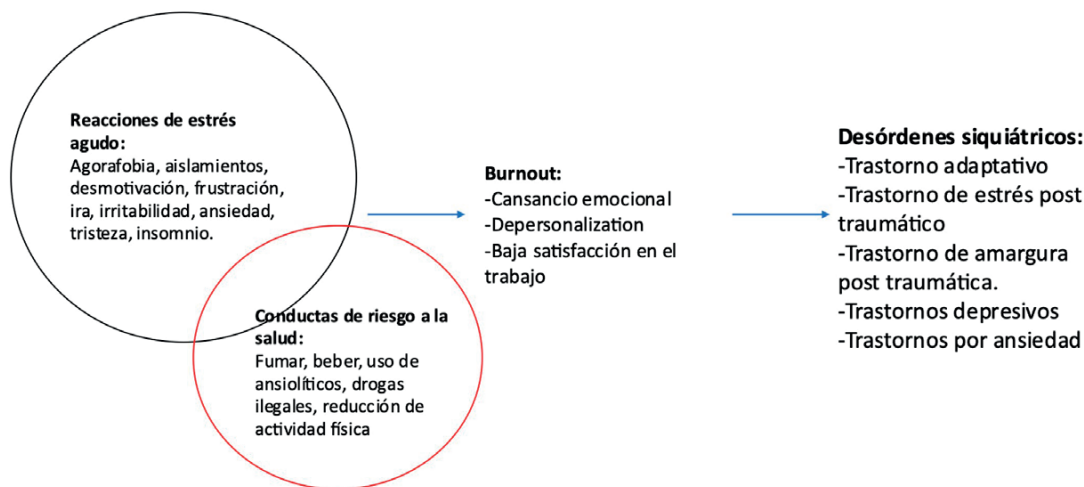 Reacciones de estrés
agudo:
Agorafobia, aislamientos,
desmotivación, frustración,
ira, irritabilidad, ansiedad,
tristeza, insomnio.
Conductas de riesgo a la
salud:
Fumar, beber, uso de
ansiolíticos, drogas
ilegales, reducción de
actividad física
Burnout:
-Cansancio emocional
-Depersonalization
-Baja satisfacción en el
trabajo
Desórdenes siquiátricos:
-Trastorno adaptativo
-Trastorno de estrés post
traumático
-Trastorno de amargura
post traumática.
-Trastornos depresivos
-Trastornos por ansiedad